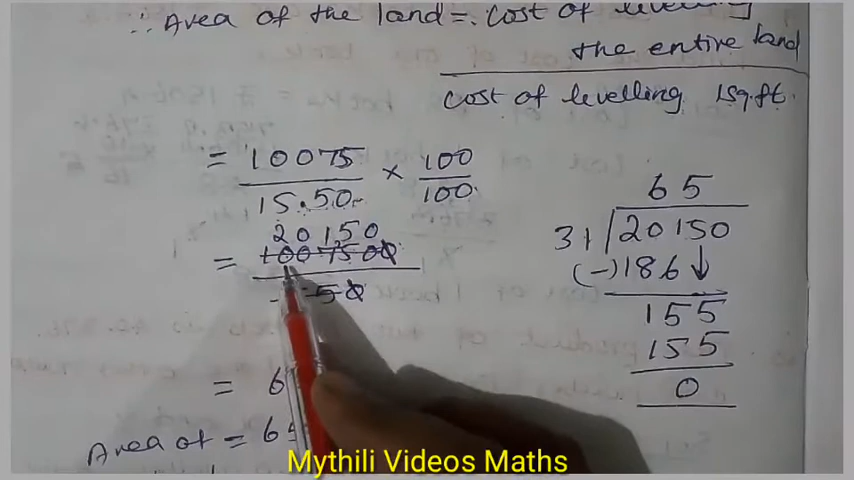 ∴ Area of the land = cost of levelling
the entire land
cost of levelling 1sq.ft.
= 10075 × 100
15.50 100
20150
= 1007500
50
= 6
Area of = 65
65
31 20150
(-)186↓
155
155
0
Mythili Videos Maths